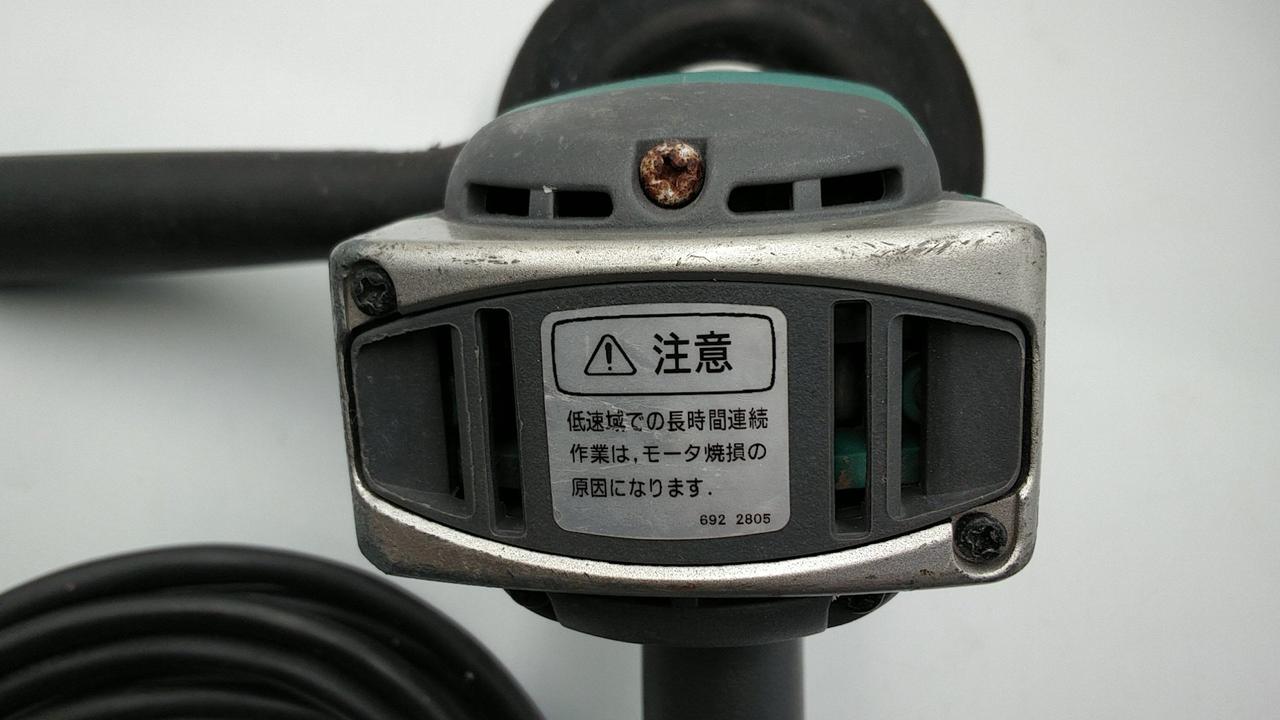 注意
低速域での長時間連続
作業は,モータ焼損の
原因になります.
692 2805